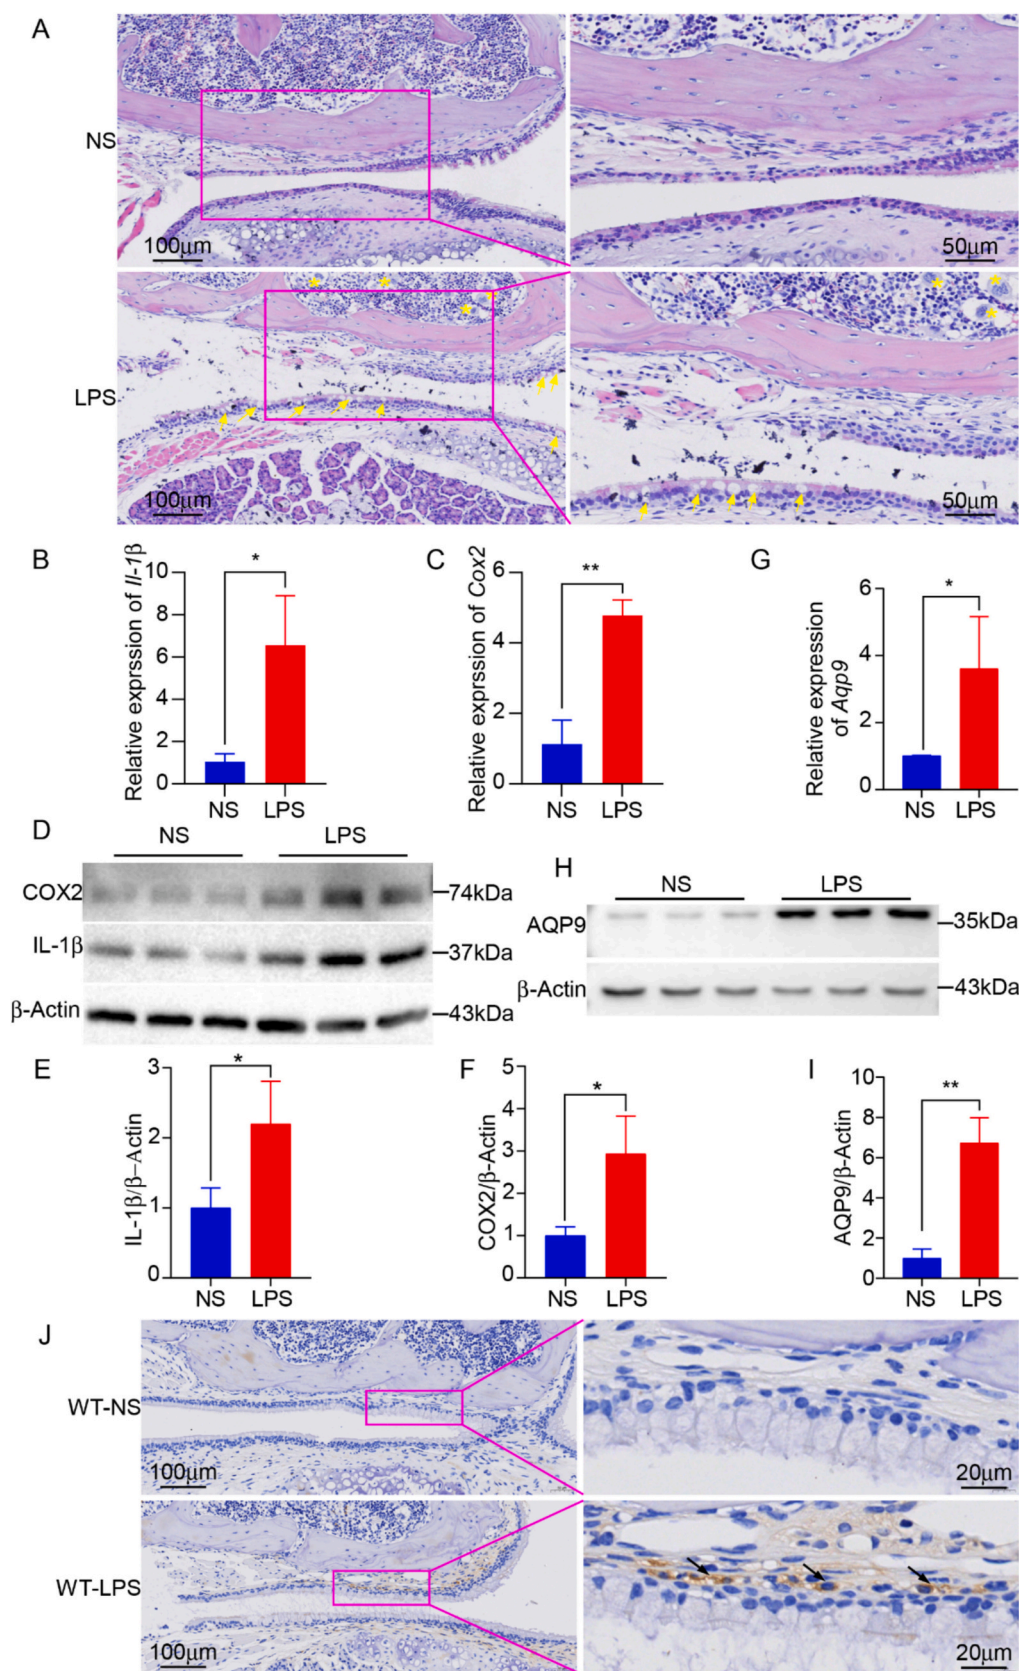 A
NS
100μm
50μm
LPS
100μm
50μm
B
Relative exprssion of Il-1β
10
8
6
4
2
0
*
NS
LPS
C
Relative exprssion of Cox2
6
4
2
0
**
NS
LPS
G
Relative expression
of Aqp9
6
4
2
0
*
NS
LPS
D
NS
LPS
COX2
74kDa
IL-1β
37kDa
β-Actin
43kDa
H
NS
LPS
AQP9
35kDa
β-Actin
43kDa
E
IL-1β/β–Actin
3
2
1
0
*
NS
LPS
F
COX2/β-Actin
5
4
3
2
1
0
*
NS
LPS
I
AQP9/β-Actin
10
8
6
4
2
0
**
NS
LPS
J
WT-NS
100μm
20μm
WT-LPS
100μm
20μm